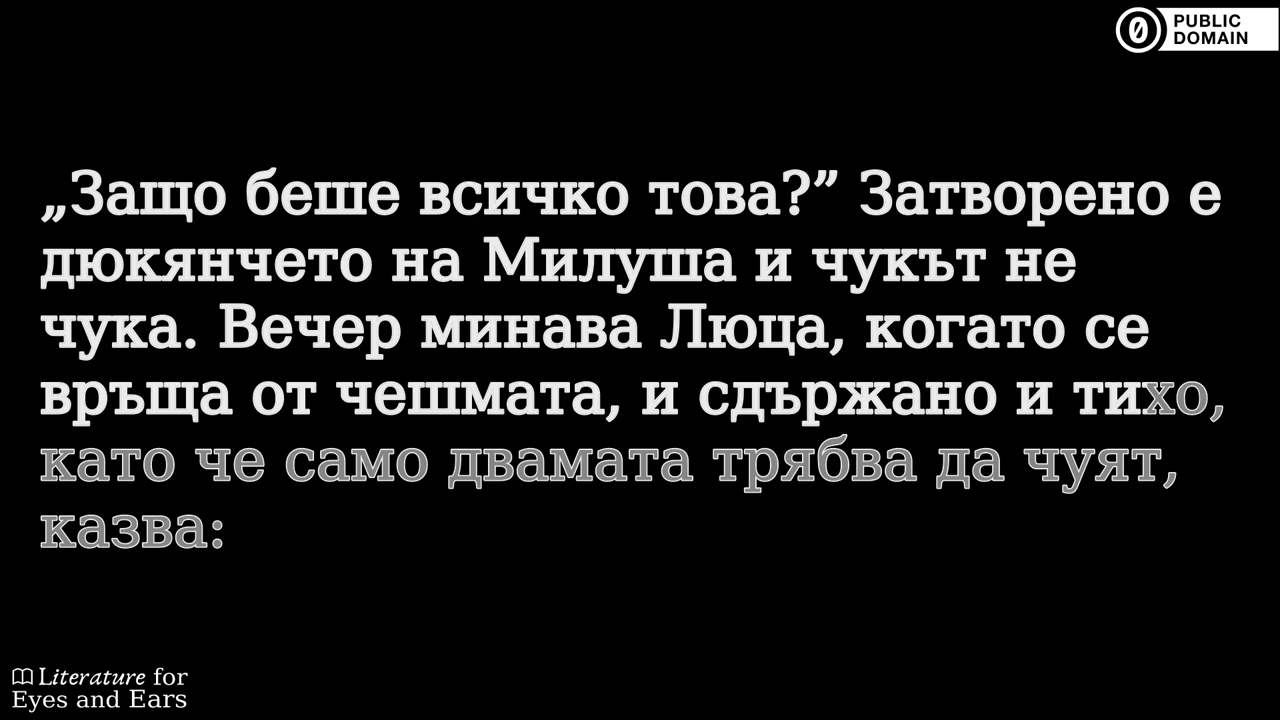 PUBLIC
DOMAIN
„Защо беше всичко това?” Затворено е
дюкянчето на Милуша и чукът не
чука. Вечер минава Люца, когато се
връща от чешмата, и сдържано и тихо,
като че само двамата трябва да чуят,
казва:
Literature for
Eyes and Ears